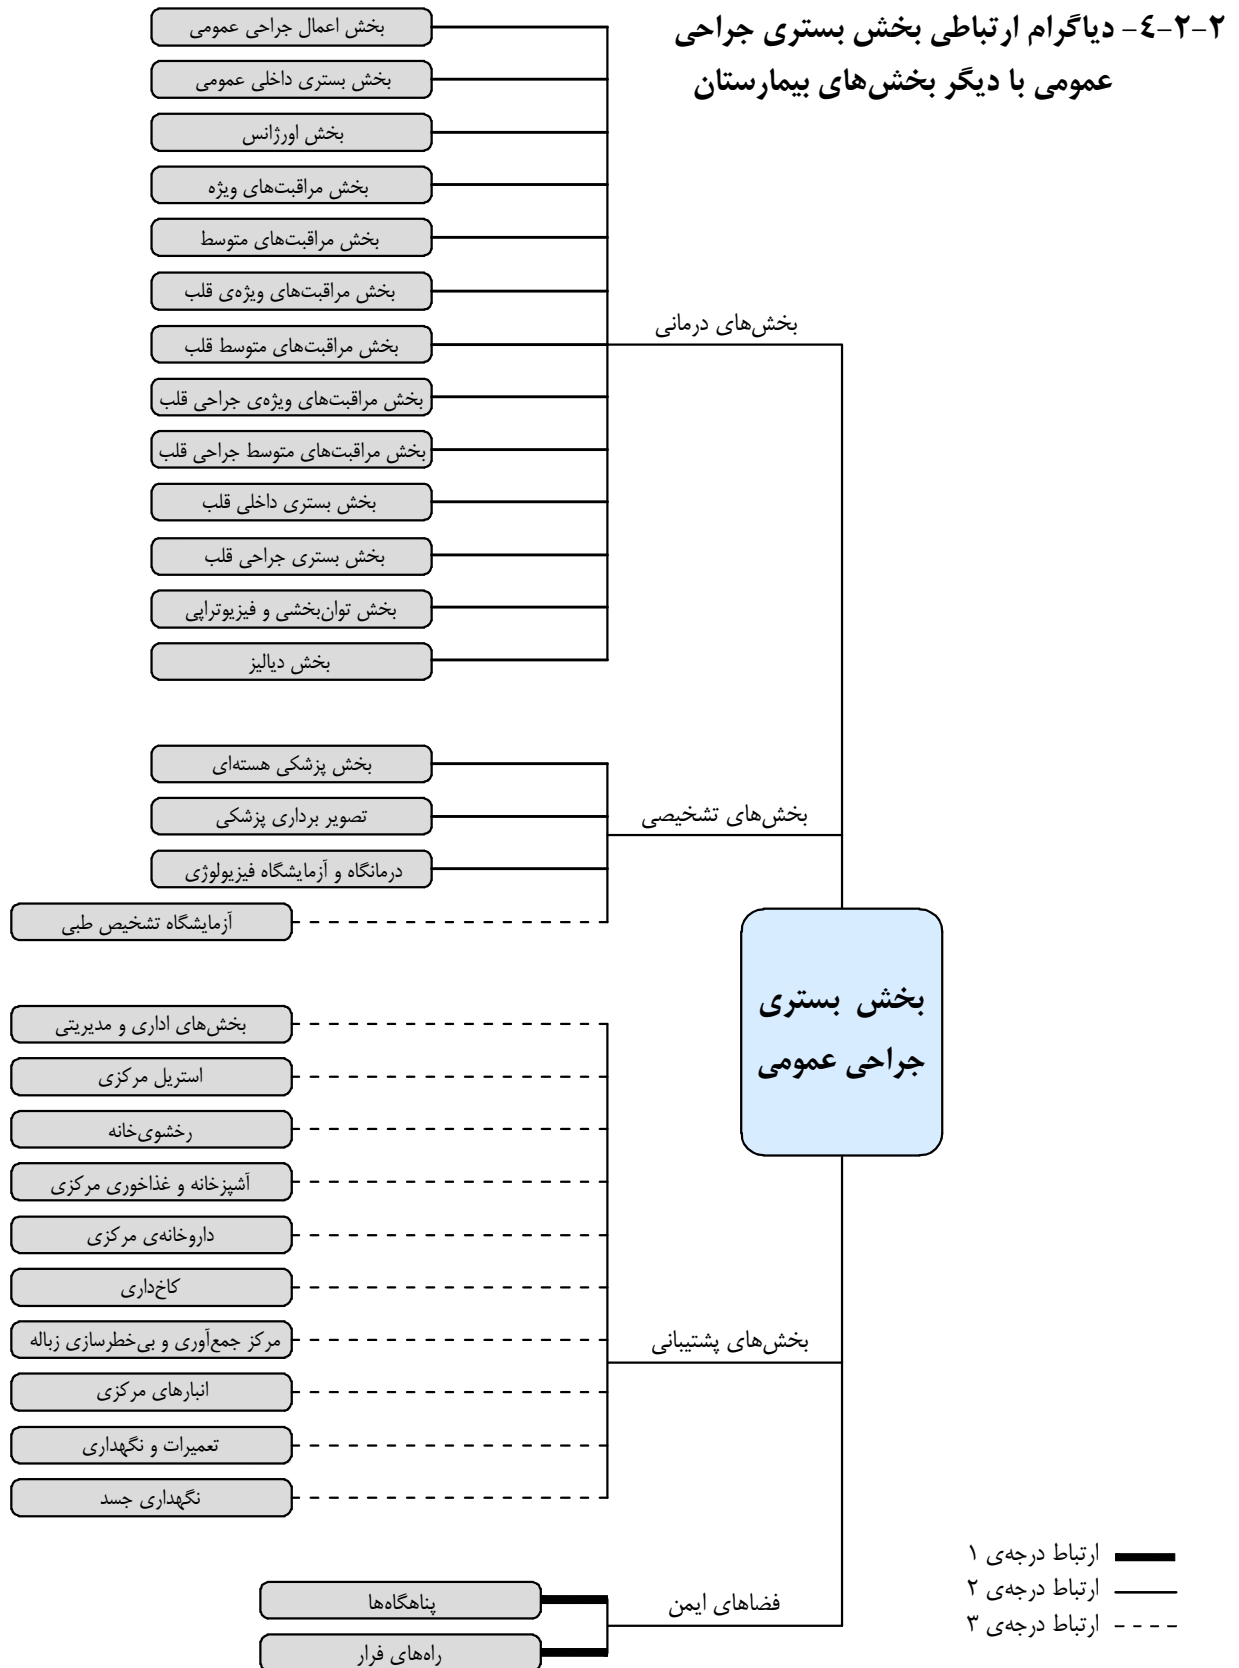 ۲-۲-٤- دیاگرام ارتباطی بخش بستری جراحی
عمومی با دیگر بخش‌های بیمارستان
بخش اعمال جراحی عمومی
بخش بستری داخلی عمومی
بخش اورژانس
بخش مراقبت‌های ویژه
بخش مراقبت‌های متوسط
بخش مراقبت‌های ویژه‌ی قلب
بخش‌های درمانی
بخش مراقبت‌های متوسط قلب
بخش مراقبت‌های ویژه‌ی جراحی قلب
بخش مراقبت‌های متوسط جراحی قلب
بخش بستری داخلی قلب
بخش بستری جراحی قلب
بخش توان‌بخشی و فیزیوتراپی
بخش دیالیز
بخش پزشکی هسته‌ای
بخش‌های تشخیصی
تصویر برداری پزشکی
درمانگاه و آزمایشگاه فیزیولوژی
آزمایشگاه تشخیص طبی
بخش بستری
جراحی عمومی
بخش‌های اداری و مدیریتی
استریل مرکزی
رخشوی‌خانه
آشپزخانه و غذاخوری مرکزی
داروخانه‌ی مرکزی
کاخ‌داری
بخش‌های پشتیبانی
مرکز جمع‌آوری و بی‌خطرسازی زباله
انبارهای مرکزی
تعمیرات و نگهداری
نگهداری جسد
فضاهای ایمن
پناهگاه‌ها
راه‌های فرار
ارتباط درجه‌ی ۱
ارتباط درجه‌ی ۲
ارتباط درجه‌ی ۳